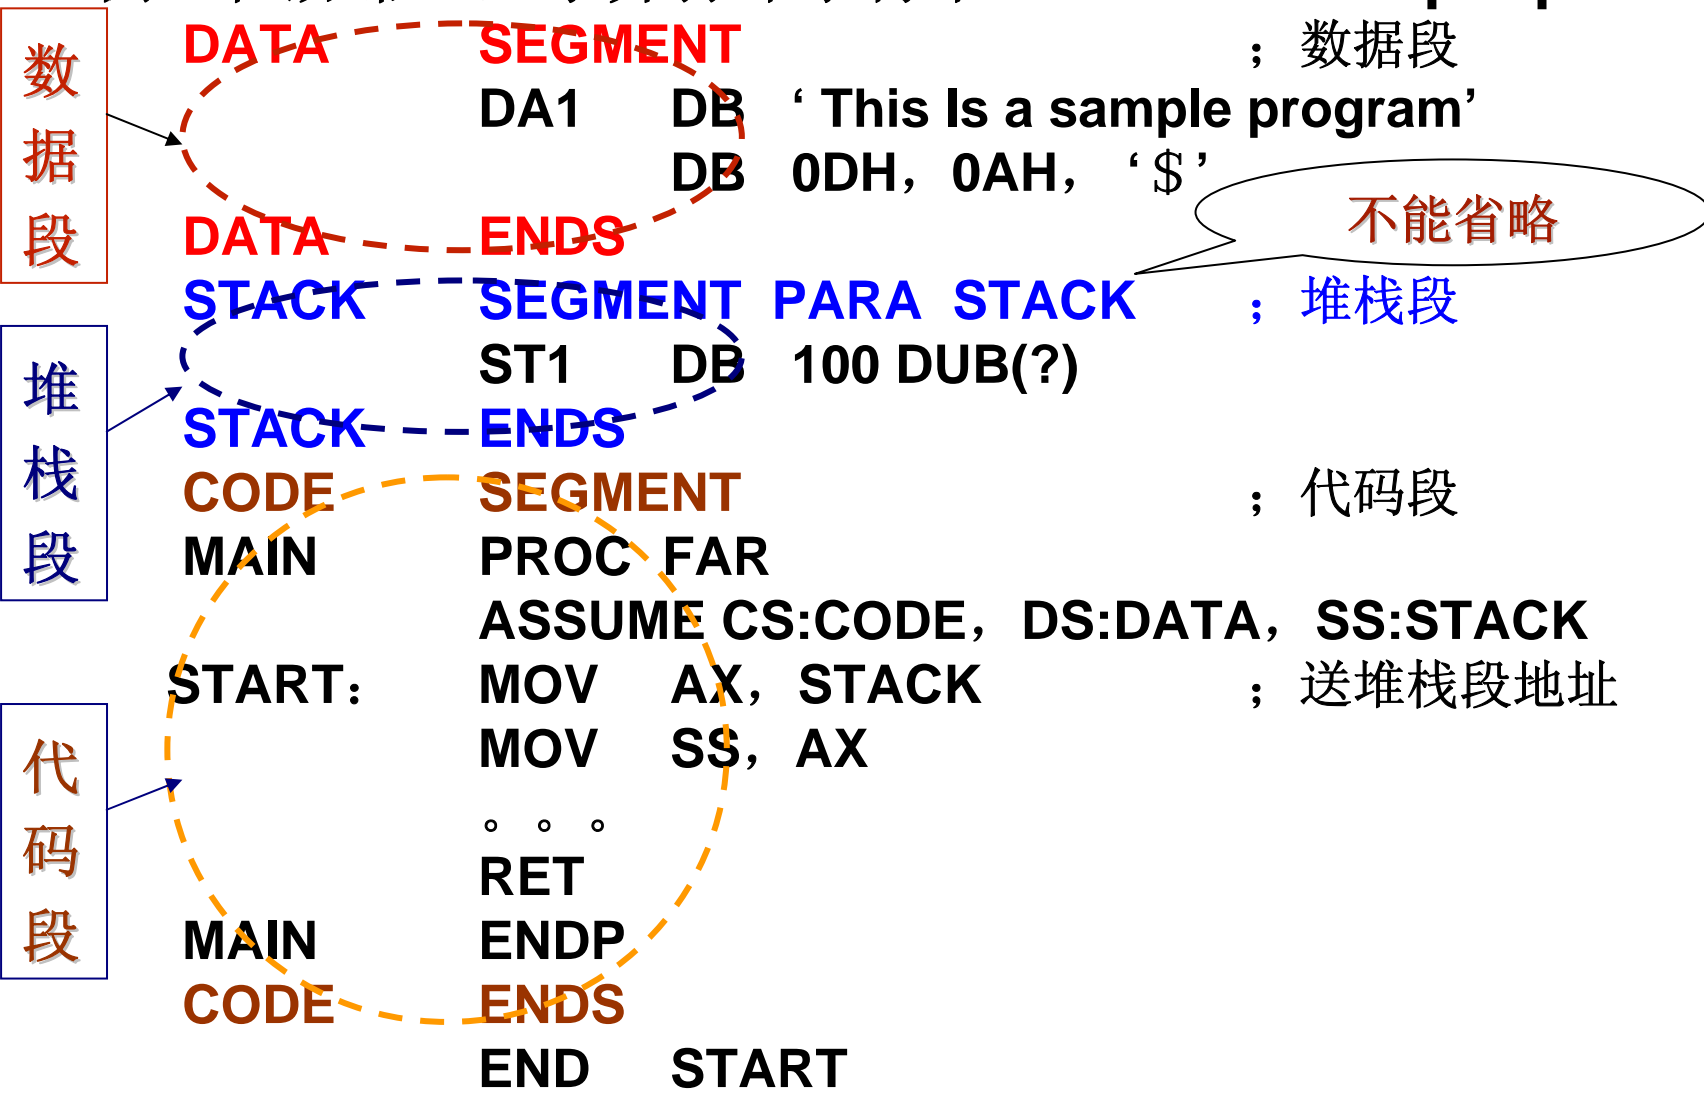 数据段
DATA SEGMENT ；数据段
DA1 DB ‘ This Is a sample program’
DB 0DH，0AH，‘＄’
DATA ENDS
不能省略
堆栈段
STACK SEGMENT PARA STACK ；堆栈段
ST1 DB 100 DUB(?)
STACK ENDS
代码段
CODE SEGMENT ；代码段
MAIN PROC FAR
ASSUME CS:CODE，DS:DATA，SS:STACK
START： MOV AX，STACK ；送堆栈段地址
MOV SS，AX
。。。
RET
MAIN ENDP
CODE ENDS
END START